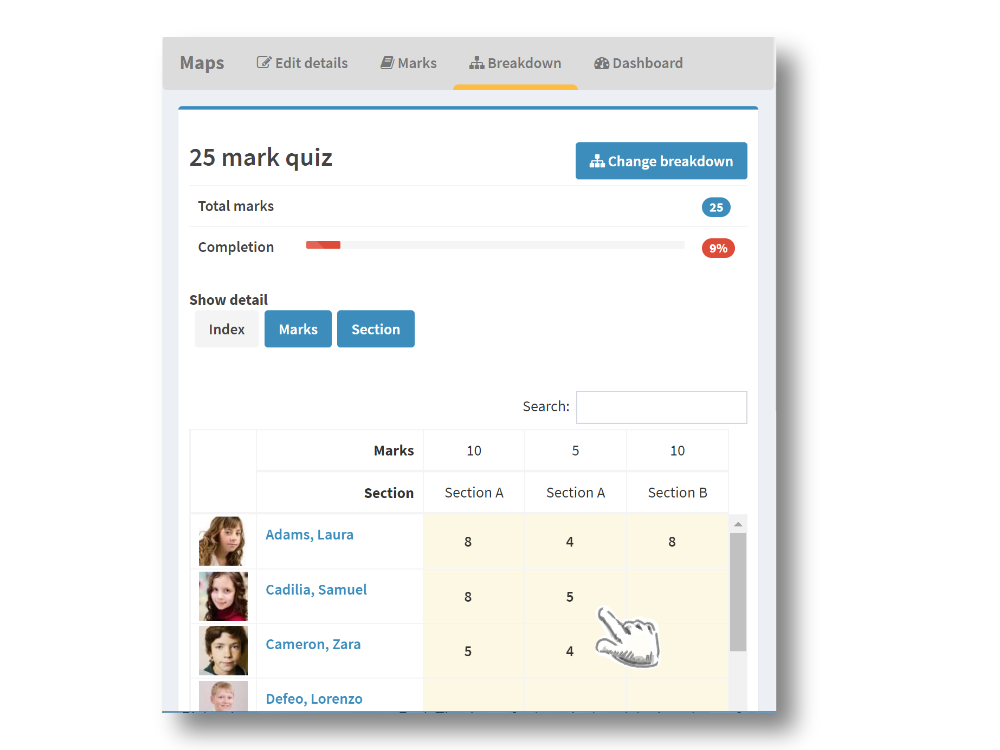 Maps Edit details Marks Breakdown Dashboard
25 mark quiz
Change breakdown
Total marks 25
Completion 9%
Show detail
Index Marks Section
Search:
Marks 10 5 10
Section Section A Section A Section B
Adams, Laura 8 4 8
Cadilia, Samuel 8 5
Cameron, Zara 5 4
Defeo, Lorenzo